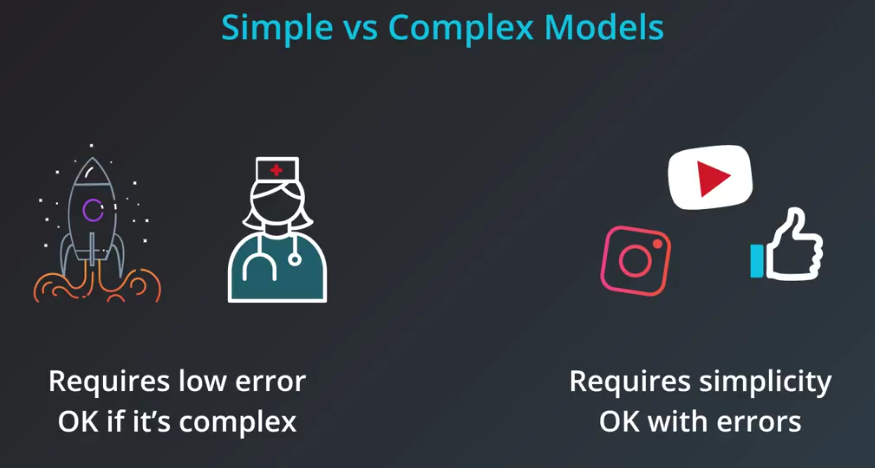 Simple vs Complex Models
Requires low error
OK if it's complex
Requires simplicity
OK with errors